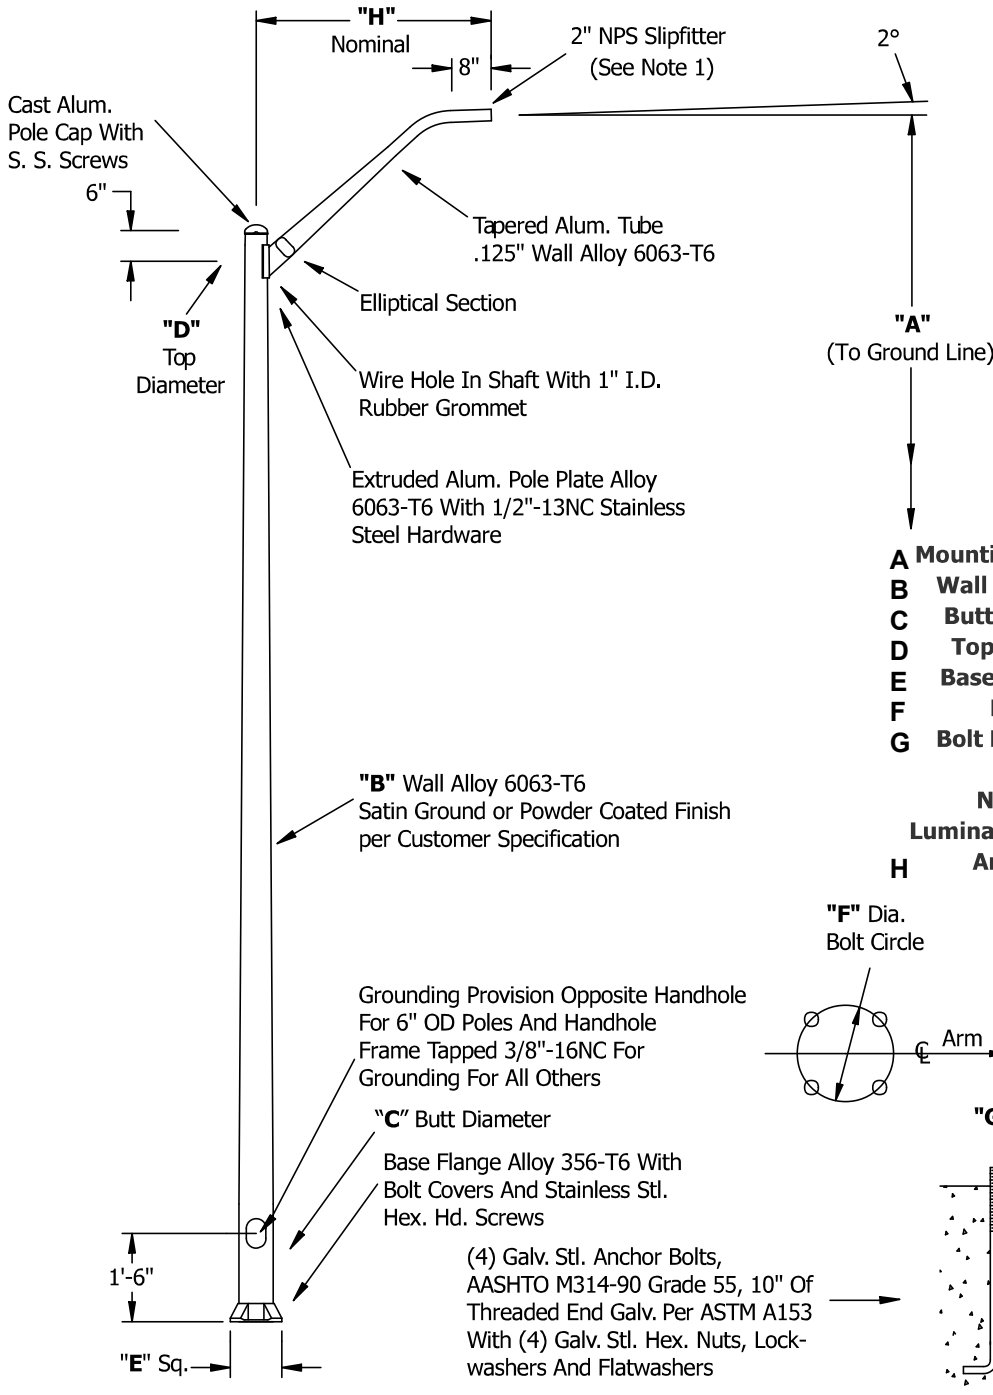 "H"
Nominal
2" NPS Slipfitter
(See Note 1)
8"
2°
Cast Alum.
Pole Cap With
S. S. Screws
6"
Tapered Alum. Tube
.125" Wall Alloy 6063-T6
Elliptical Section
"D"
Top
Diameter
"A"
(To Ground Line)
Wire Hole In Shaft With 1" I.D.
Rubber Grommet
Extruded Alum. Pole Plate Alloy
6063-T6 With 1/2"-13NC Stainless
Steel Hardware
A
B Wall
C Butt
D Top
E Base
F
G Bolt
H
"B" Wall Alloy 6063-T6
Satin Ground or Powder Coated Finish
per Customer Specification
"F" Dia.
Bolt Circle
℄ Arm
Grounding Provision Opposite Handhole
For 6" OD Poles And Handhole
Frame Tapped 3/8"-16NC For
Grounding For All Others
"C" Butt Diameter
Base Flange Alloy 356-T6 With
Bolt Covers And Stainless Stl.
Hex. Hd. Screws
1'-6"
"E" Sq.
(4) Galv. Stl. Anchor Bolts,
AASHTO M314-90 Grade 55, 10" Of
Threaded End Galv. Per ASTM A153
With (4) Galv. Stl. Hex. Nuts, Lock-
washers And Flatwashers